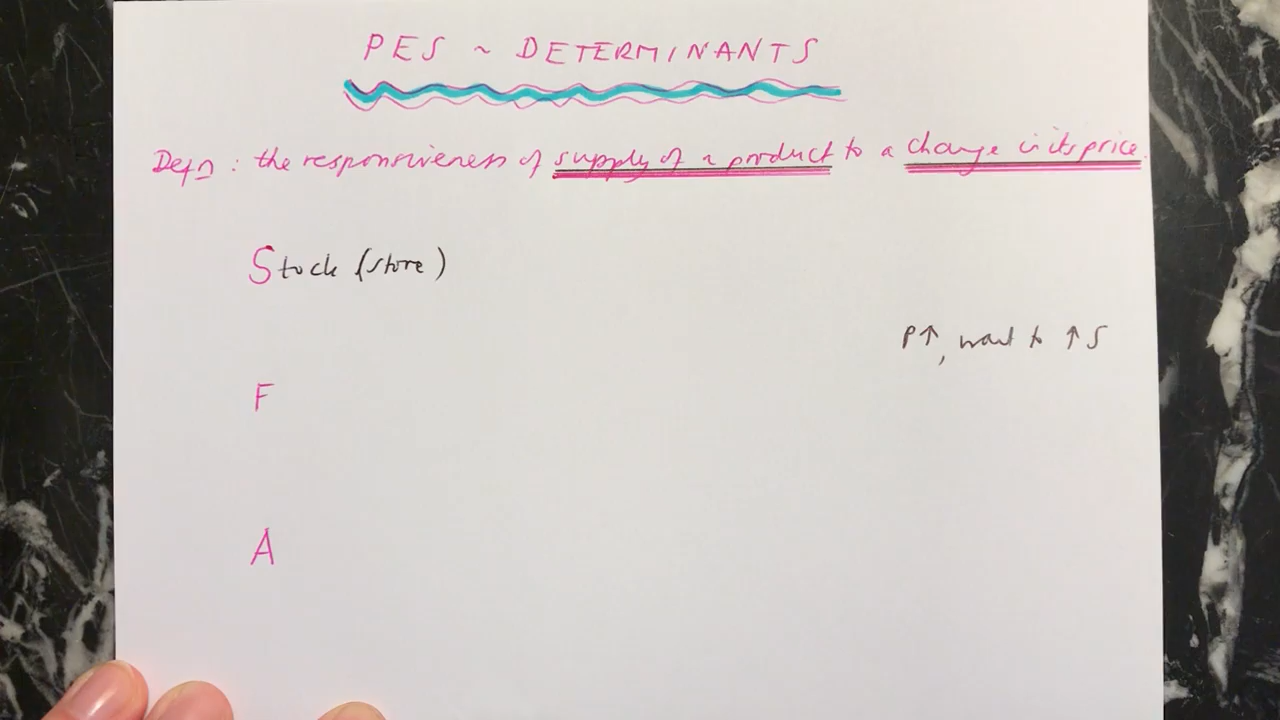 PES ~ DETERMINANTS
Defn : the responsiveness of supply of a product to a change in its price.
Stock (store)
P↑, want to ↑ S
F
A